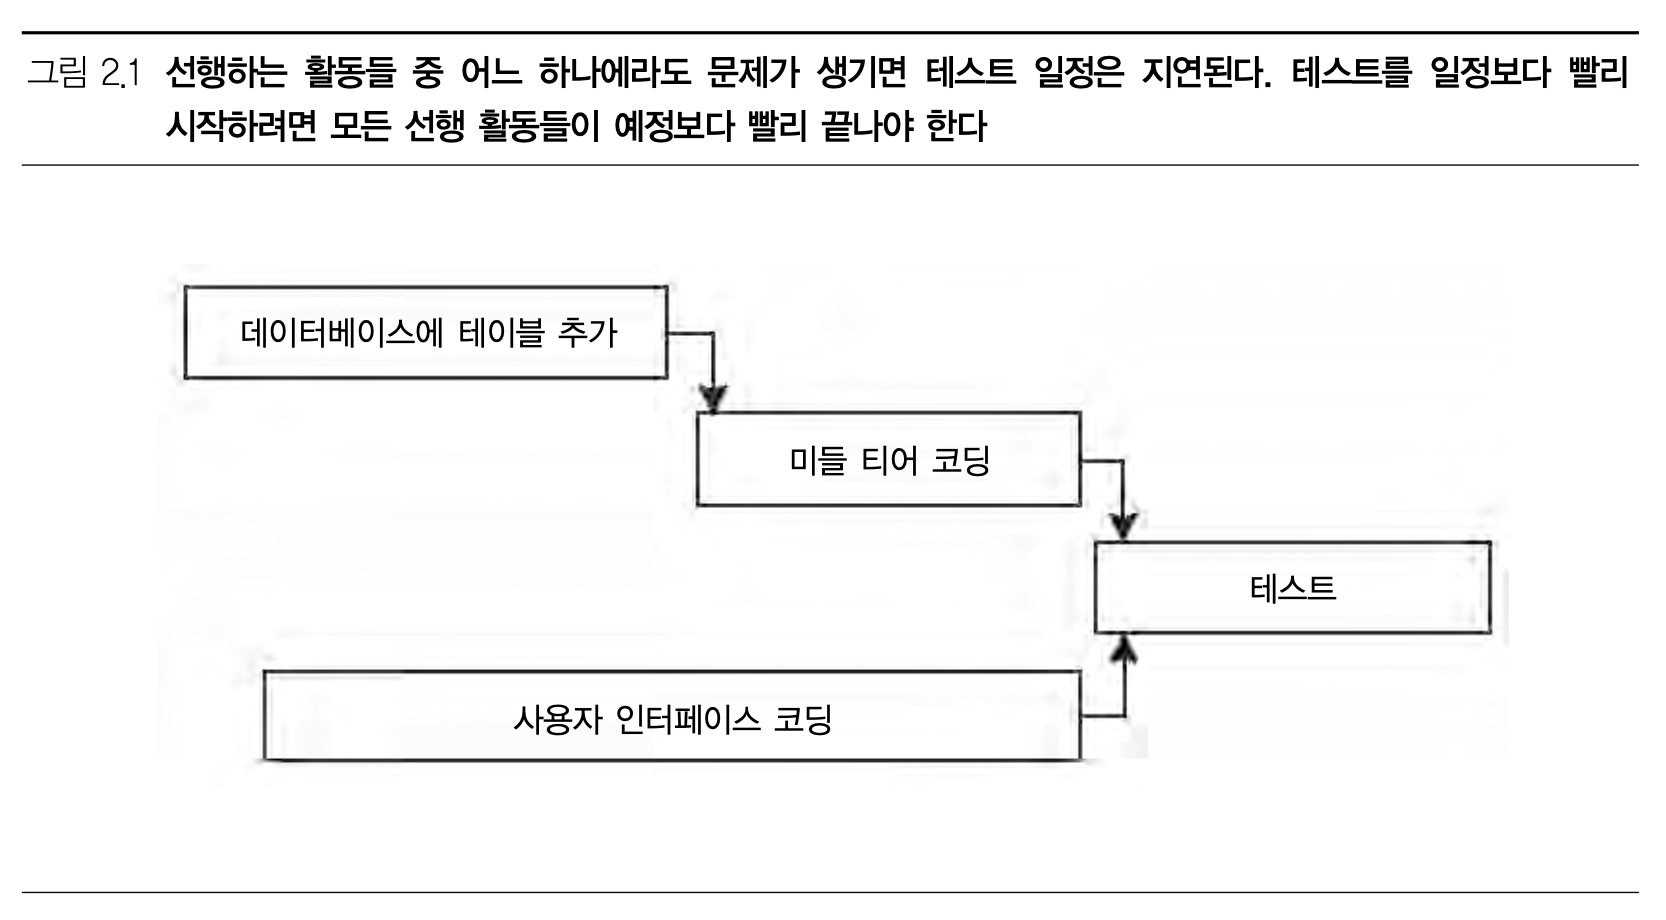 그림 2.1 선행하는 활동들 중 어느 하나에라도 문제가 생기면 테스트 일정은 지연된다. 테스트를 일정보다 빨리
시작하려면 모든 선행 활동들이 예정보다 빨리 끝나야 한다
데이터베이스에 테이블 추가
미들 티어 코딩
테스트
사용자 인터페이스 코딩